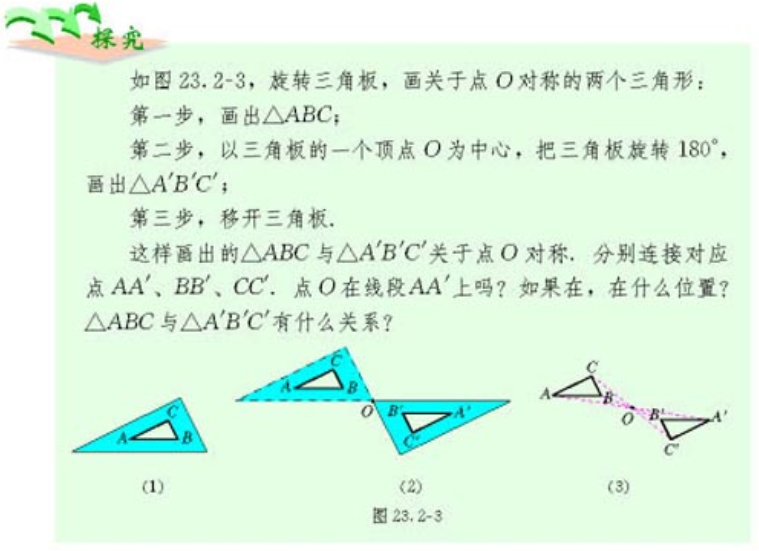 探究
如图 23.2-3，旋转三角板，画关于点 O 对称的两个三角形：
第一步，画出△ABC；
第二步，以三角板的一个顶点 O 为中心，把三角板旋转 180°，
画出△A′B′C′；
第三步，移开三角板.
这样画出的△ABC 与△A′B′C′关于点 O 对称. 分别连接对应
点 AA′、BB′、CC′. 点 O 在线段 AA′上吗？如果在，在什么位置？
△ABC 与△A′B′C′有什么关系？
C
A B
C
A B
O B′ A′
C′
C
A B
O B′ A′
C′
(1) (2) (3)
图 23.2-3